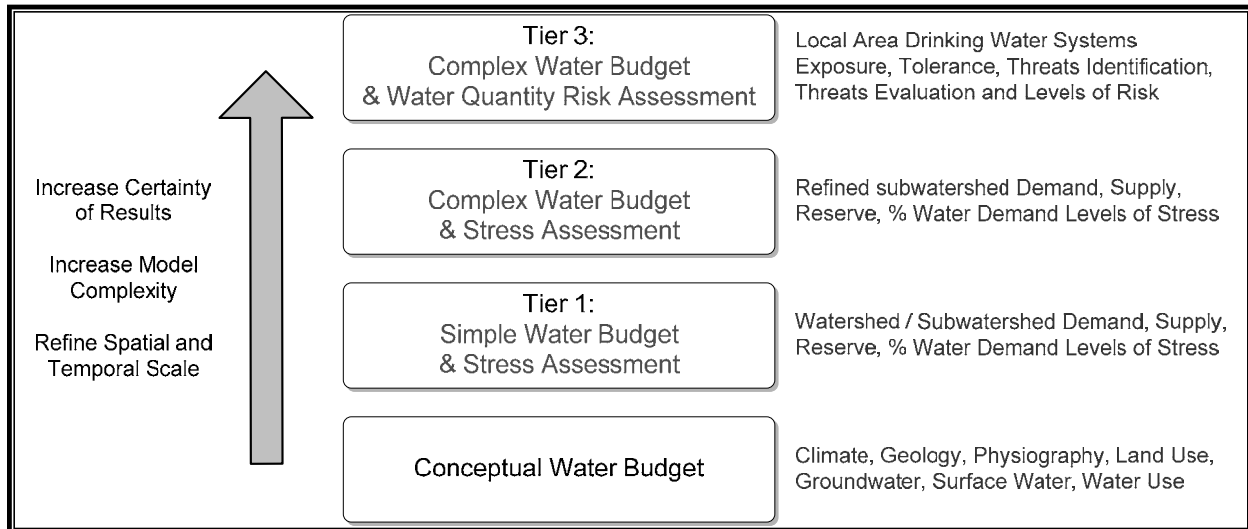 Tier 3:
Complex Water Budget
& Water Quantity Risk Assessment
Local Area Drinking Water Systems
Exposure, Tolerance, Threats Identification,
Threats Evaluation and Levels of Risk
Increase Certainty
of Results
Increase Model
Complexity
Refine Spatial and
Temporal Scale
Tier 2:
Complex Water Budget
& Stress Assessment
Refined subwatershed Demand, Supply,
Reserve, % Water Demand Levels of Stress
Tier 1:
Simple Water Budget
& Stress Assessment
Watershed / Subwatershed Demand, Supply,
Reserve, % Water Demand Levels of Stress
Conceptual Water Budget
Climate, Geology, Physiography, Land Use,
Groundwater, Surface Water, Water Use